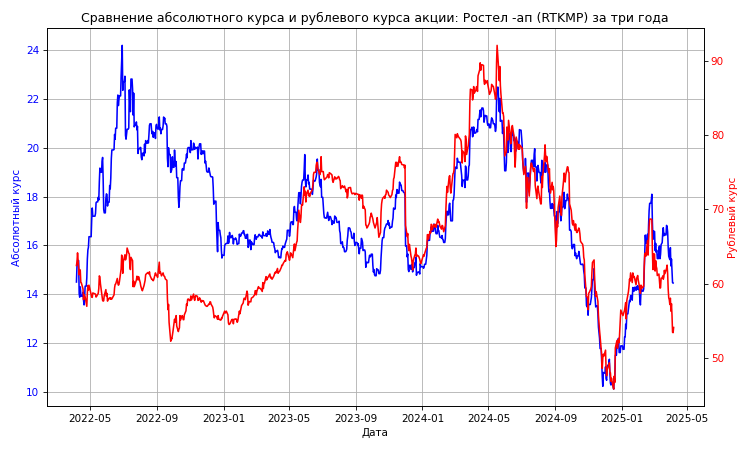 Сравнение абсолютного курса и рублевого курса акции: Ростел -ап (RTKMP) за три года
Абсолютный курс
24
22
20
18
16
14
12
10
90
80
70
60
50
Рублевый курс
2022-05 2022-09 2023-01 2023-05 2023-09 2024-01 2024-05 2024-09 2025-01 2025-05
Дата